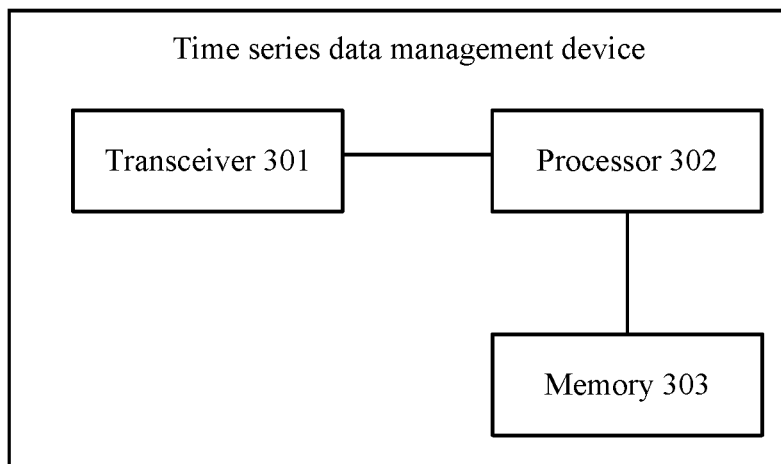 Time series data management device
Transceiver 301
Processor 302
Memory 303